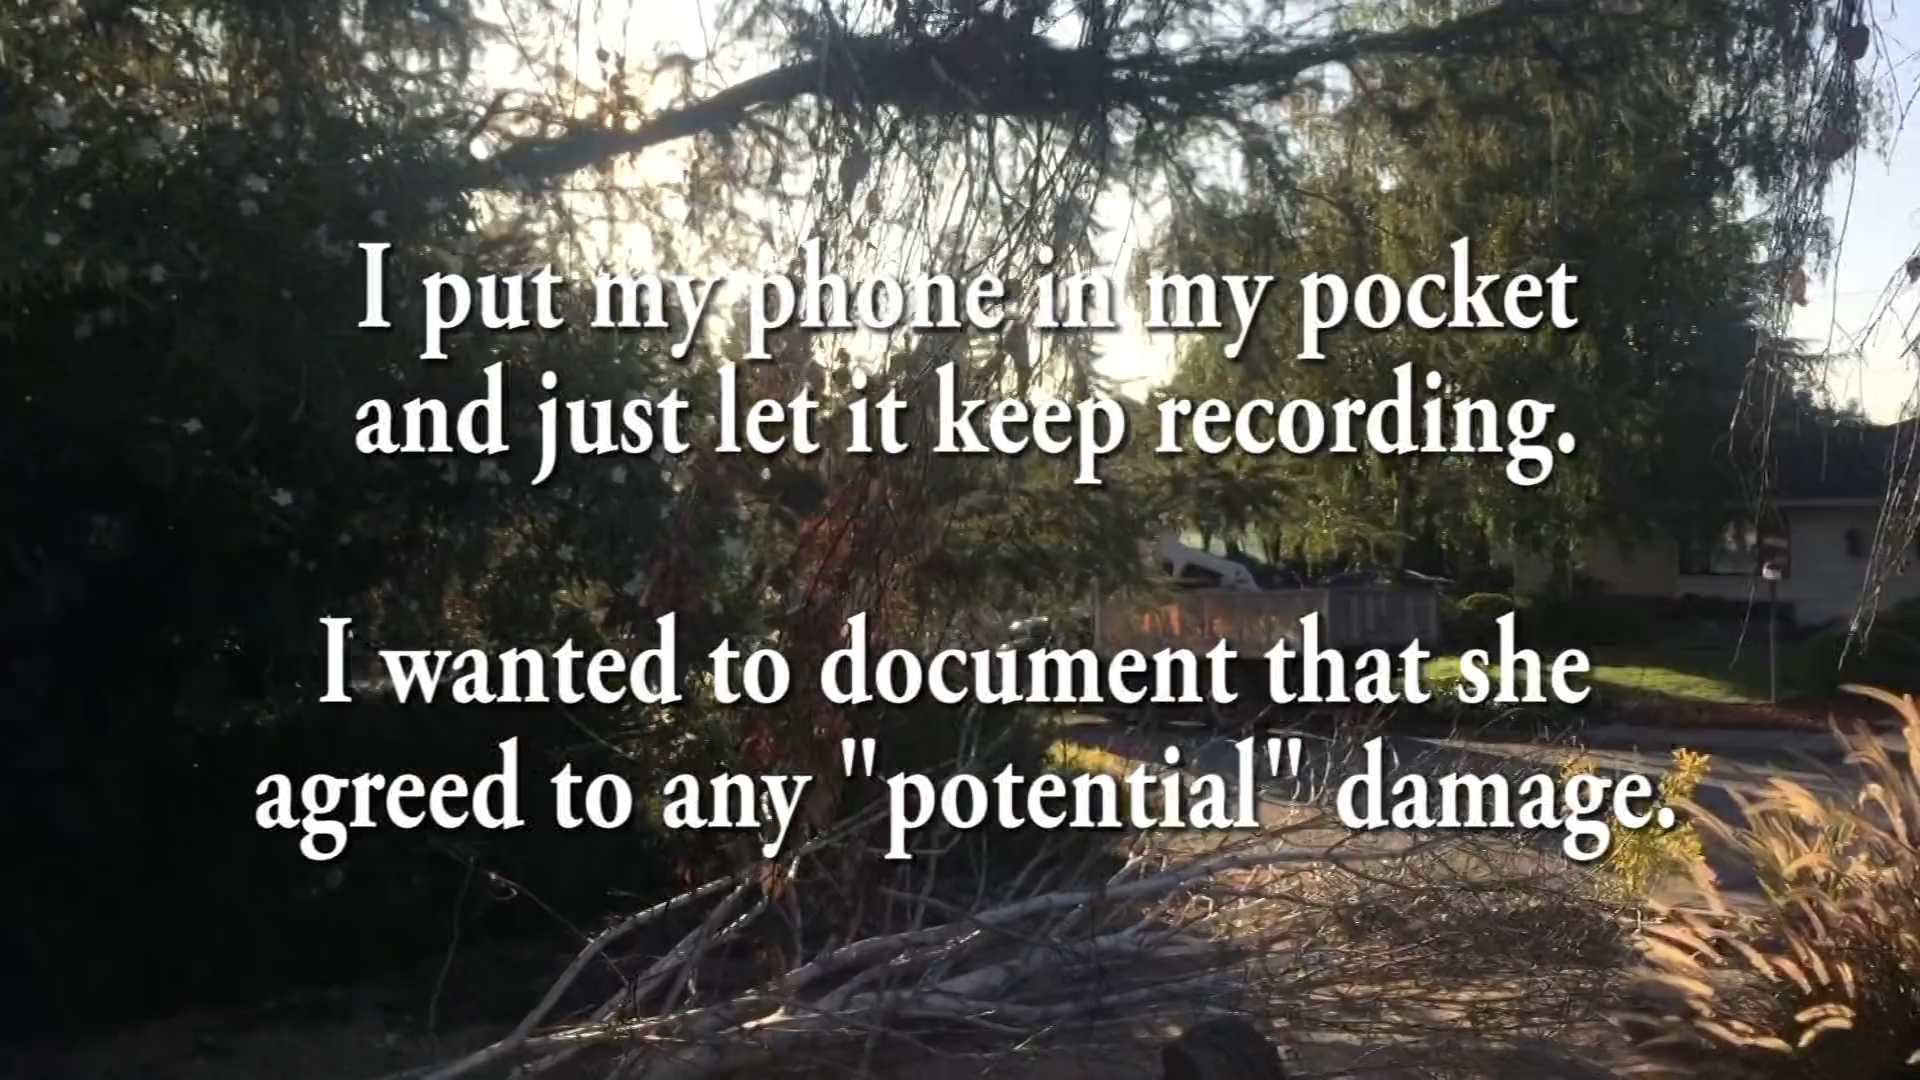 I put my phone in my pocket
and just let it keep recording.
I wanted to document that she
agreed to any "potential" damage.